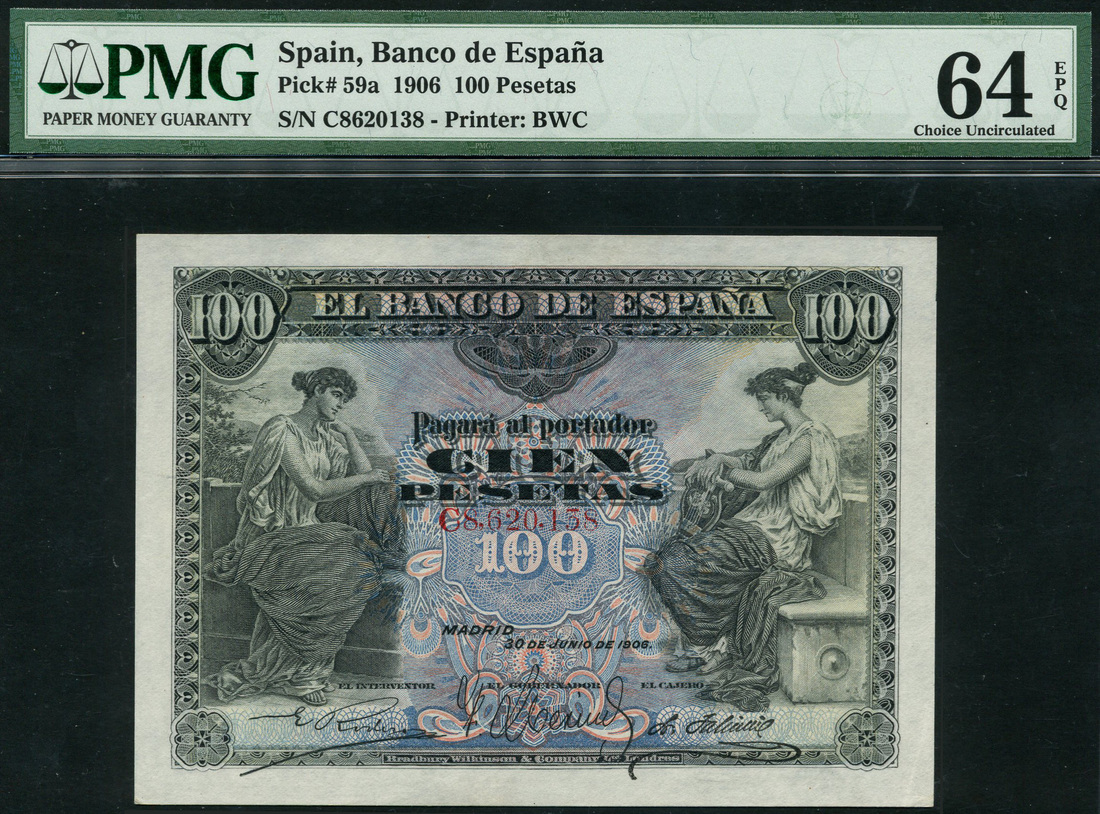 PMG
PAPER MONEY GUARANTY
Spain, Banco de España
Pick# 59a 1906 100 Pesetas
S/N C8620138 - Printer: BWC
64
EPQ
Choice Uncirculated
100
EL BANCO DE ESPAÑA
100
Pagará al portador
CIEN
PESETAS
C8,620,138
100
MADRID
30 DE JUNIO DE 1906.
EL INTERVENTOR
EL GOBERNADOR
EL CAJERO
Bradbury Wilkinson & Company Ld Londres